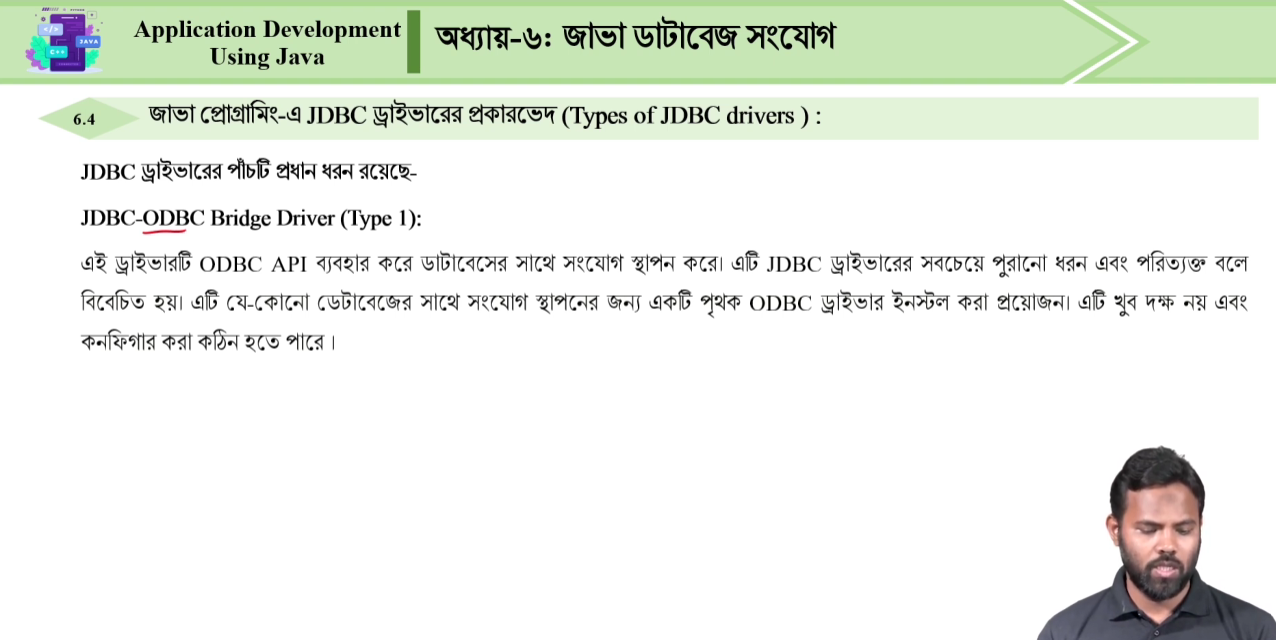 Application Development
Using Java
অধ্যায়-৬: জাভা ডাটাবেজ সংযোগ
6.4
জাভা প্রোগ্রামিং-এ JDBC ড্রাইভারের প্রকারভেদ (Types of JDBC drivers ) :
JDBC ড্রাইভারের পাঁচটি প্রধান ধরন রয়েছে-
JDBC-ODBC Bridge Driver (Type 1):
এই ড্রাইভারটি ODBC API ব্যবহার করে ডাটাবেসের সাথে সংযোগ স্থাপন করে। এটি JDBC ড্রাইভারের সবচেয়ে পুরানো ধরন এবং পরিত্যক্ত বলে
বিবেচিত হয়। এটি যে-কোনো ডেটাবেজের সাথে সংযোগ স্থাপনের জন্য একটি পৃথক ODBC ড্রাইভার ইনস্টল করা প্রয়োজন। এটি খুব দক্ষ নয় এবং
কনফিগার করা কঠিন হতে পারে।